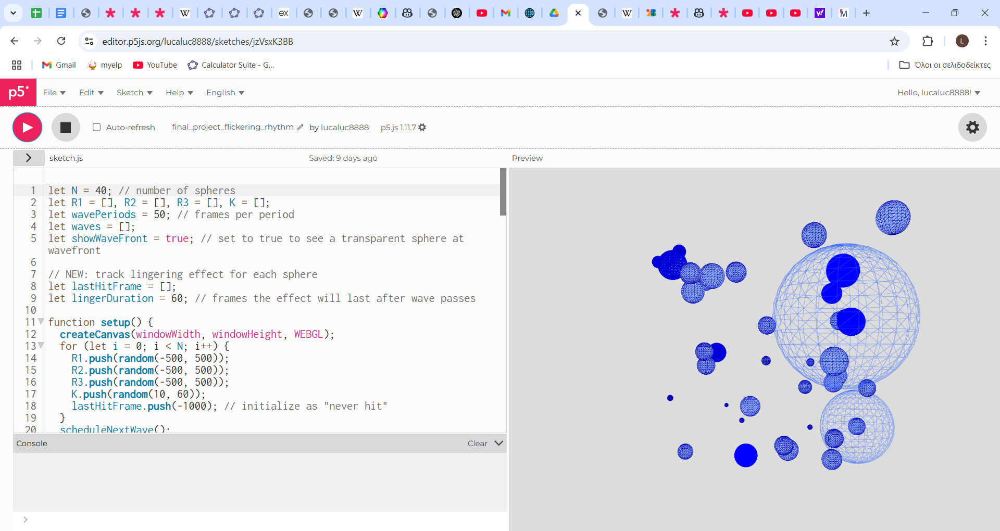 editor.p5js.org/lucaluc8888/sketches/jzVsxK3BB
L
Gmail
myelp
YouTube
Calculator Suite - G...
Όλοι οι σελιδοδείκτες
p5*
File
Edit
Sketch
Help
English
Hello, lucaluc8888!
Auto-refresh
final_project_flickering_rhythm
by lucaluc8888
p5.js 1.11.7
sketch.js
Saved: 9 days ago
Preview
1 let N = 40; // number of spheres
2 let R1 = [], R2 = [], R3 = [], K = [];
3 let wavePeriods = 50; // frames per period
4 let waves = [];
5 let showWaveFront = true; // set to true to see a transparent sphere at
wavefront
6
7 // NEW: track lingering effect for each sphere
8 let lastHitFrame = [];
9 let lingerDuration = 60; // frames the effect will last after wave passes
10
11 function setup() {
12 createCanvas(windowWidth, windowHeight, WEBGL);
13 for (let i = 0; i < N; i++) {
14 R1.push(random(-500, 500));
15 R2.push(random(-500, 500));
16 R3.push(random(-500, 500));
17 K.push(random(10, 60));
18 lastHitFrame.push(-1000); // initialize as "never hit"
19 }
20 scheduleNextWave();
Console
Clear